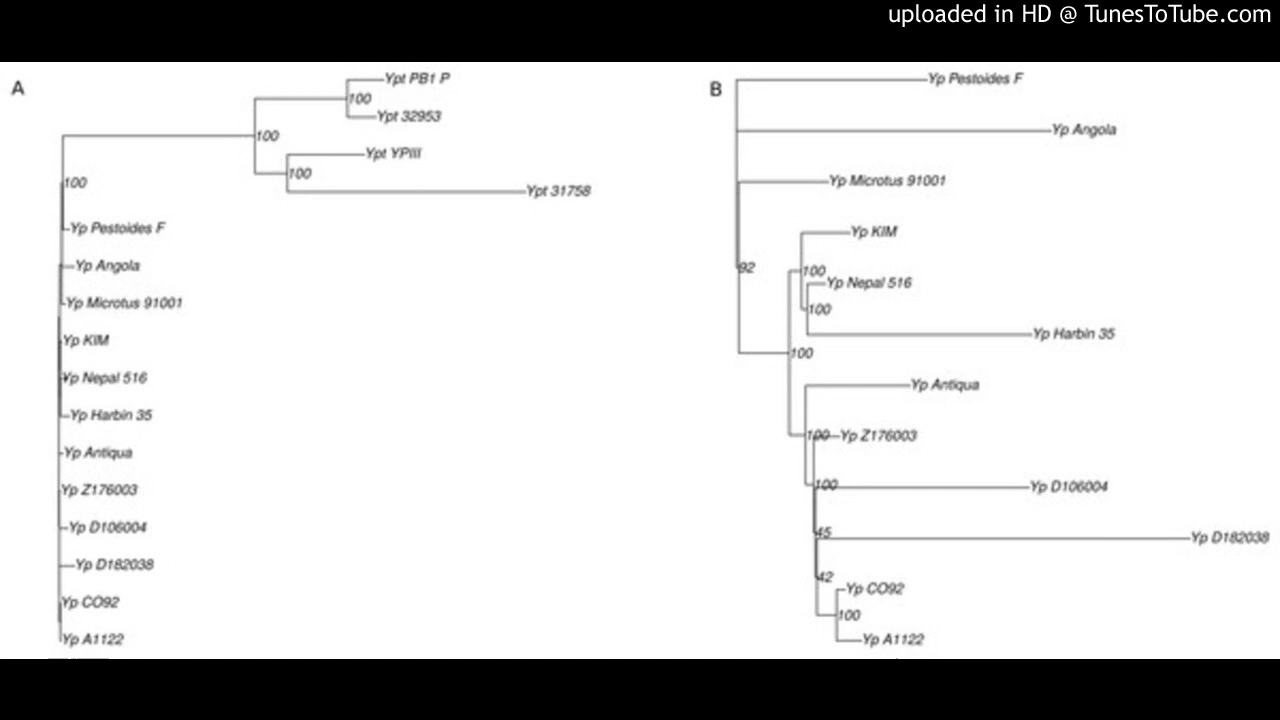 uploaded in HD @ TunesToTube.com
A
Ypt PB1 P
100
Ypt 32953
100
Ypt YPIII
100
Ypt 31758
100
Yp Pestoides F
Yp Angola
Yp Microtus 91001
Yp KIM
Yp Nepal 516
Yp Harbin 35
Yp Antiqua
Yp Z176003
Yp D106004
Yp D182038
Yp CO92
Yp A1122
B
Yp Pestoides F
Yp Angola
Yp Microtus 91001
Yp KIM
92
100
Yp Nepal 516
100
Yp Harbin 35
100
Yp Antiqua
100
Yp Z176003
100
Yp D106004
45
Yp D182038
42
Yp CO92
100
Yp A1122